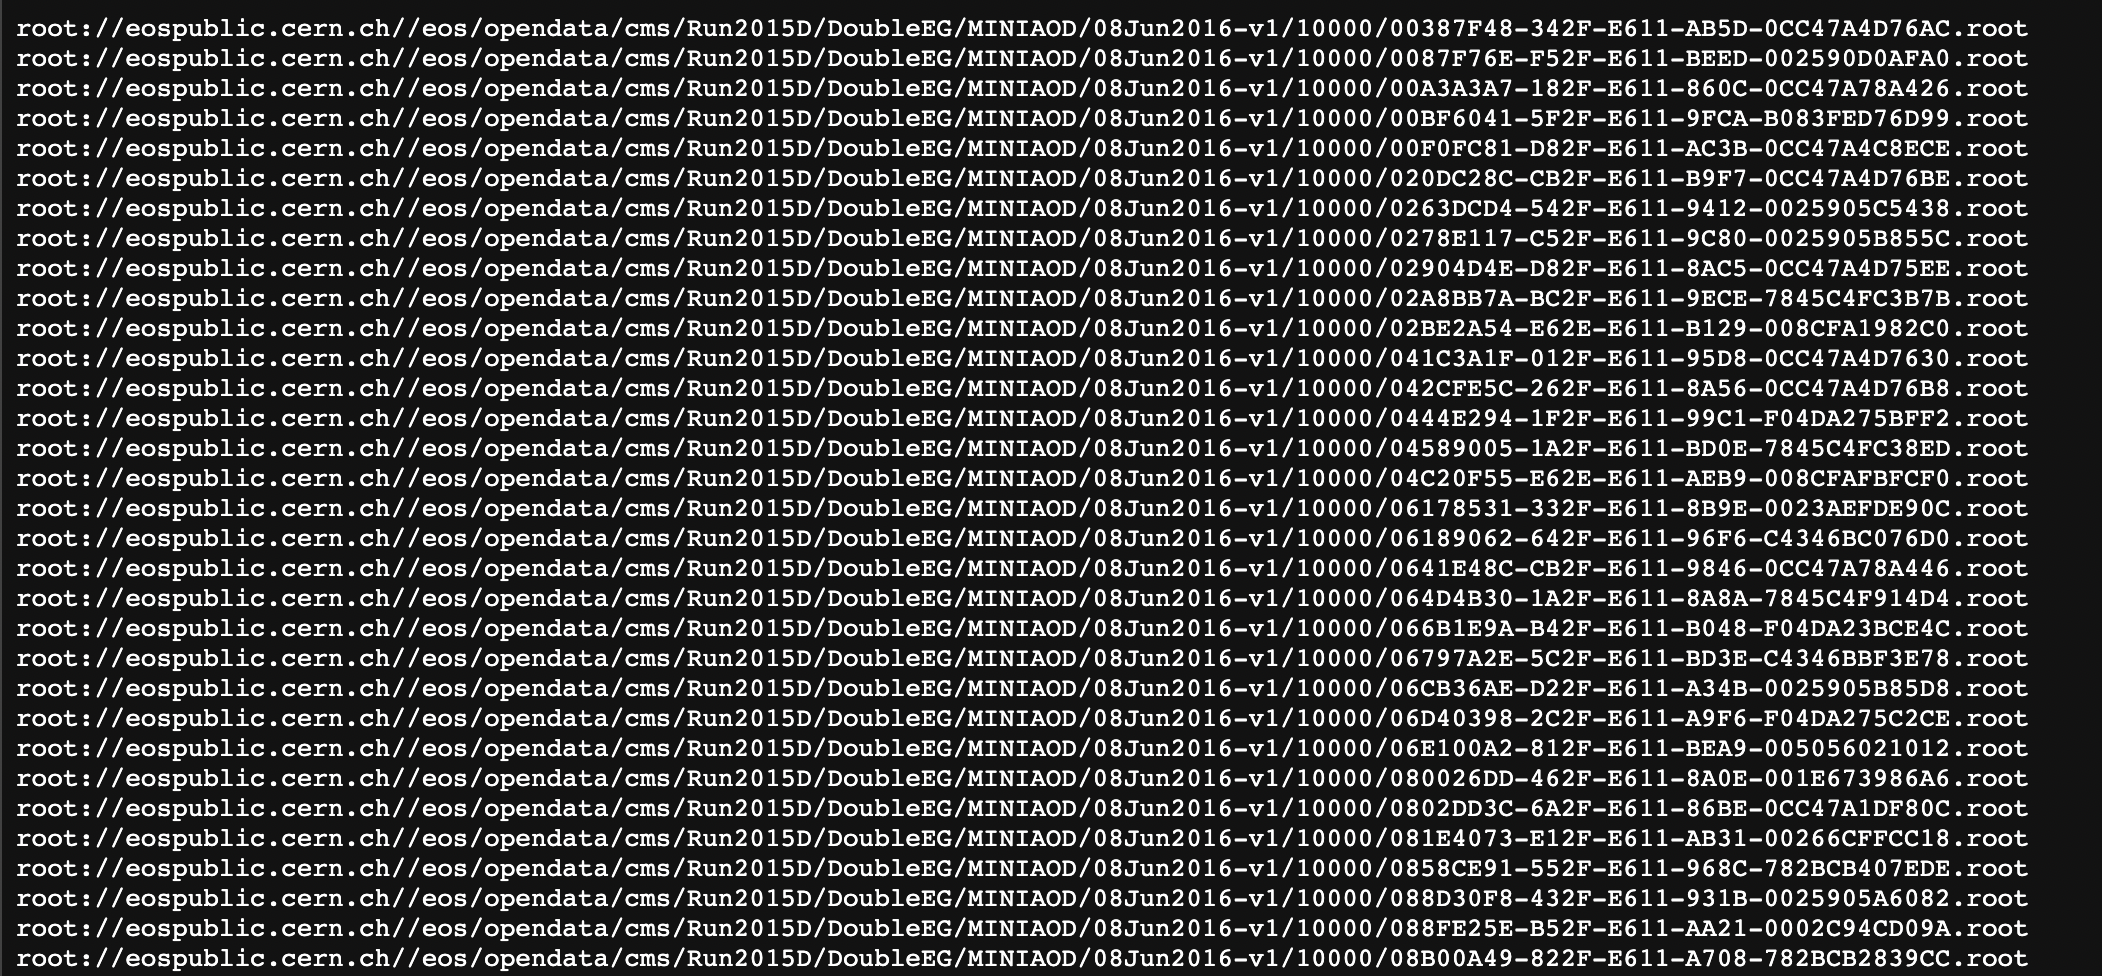 root://eospublic.cern.ch//eos/opendata/cms/Run2015D/DoubleEG/MINIAOD/08Jun2016-v1/10000/00387F48-342F-E611-AB5D-0CC47A4D76AC.root
root://eospublic.cern.ch//eos/opendata/cms/Run2015D/DoubleEG/MINIAOD/08Jun2016-v1/10000/0087F76E-F52F-E611-BEED-002590D0AFA0.root
root://eospublic.cern.ch//eos/opendata/cms/Run2015D/DoubleEG/MINIAOD/08Jun2016-v1/10000/00A3A3A7-182F-E611-860C-0CC47A78A426.root
root://eospublic.cern.ch//eos/opendata/cms/Run2015D/DoubleEG/MINIAOD/08Jun2016-v1/10000/00BF6041-5F2F-E611-9FCA-B083FED76D99.root
root://eospublic.cern.ch//eos/opendata/cms/Run2015D/DoubleEG/MINIAOD/08Jun2016-v1/10000/00F0FC81-D82F-E611-AC3B-0CC47A4C8ECE.root
root://eospublic.cern.ch//eos/opendata/cms/Run2015D/DoubleEG/MINIAOD/08Jun2016-v1/10000/020DC28C-CB2F-E611-B9F7-0CC47A4D76BE.root
root://eospublic.cern.ch//eos/opendata/cms/Run2015D/DoubleEG/MINIAOD/08Jun2016-v1/10000/0263DCD4-542F-E611-9412-0025905C5438.root
root://eospublic.cern.ch//eos/opendata/cms/Run2015D/DoubleEG/MINIAOD/08Jun2016-v1/10000/0278E117-C52F-E611-9C80-0025905B855C.root
root://eospublic.cern.ch//eos/opendata/cms/Run2015D/DoubleEG/MINIAOD/08Jun2016-v1/10000/02904D4E-D82F-E611-8AC5-0CC47A4D75EE.root
root://eospublic.cern.ch//eos/opendata/cms/Run2015D/DoubleEG/MINIAOD/08Jun2016-v1/10000/02A8BB7A-BC2F-E611-9ECE-7845C4FC3B7B.root
root://eospublic.cern.ch//eos/opendata/cms/Run2015D/DoubleEG/MINIAOD/08Jun2016-v1/10000/02BE2A54-E62E-E611-B129-008CFA1982C0.root
root://eospublic.cern.ch//eos/opendata/cms/Run2015D/DoubleEG/MINIAOD/08Jun2016-v1/10000/041C3A1F-012F-E611-95D8-0CC47A4D7630.root
root://eospublic.cern.ch//eos/opendata/cms/Run2015D/DoubleEG/MINIAOD/08Jun2016-v1/10000/042CFE5C-262F-E611-8A56-0CC47A4D76B8.root
root://eospublic.cern.ch//eos/opendata/cms/Run2015D/DoubleEG/MINIAOD/08Jun2016-v1/10000/0444E294-1F2F-E611-99C1-F04DA275BFF2.root
root://eospublic.cern.ch//eos/opendata/cms/Run2015D/DoubleEG/MINIAOD/08Jun2016-v1/10000/04589005-1A2F-E611-BD0E-7845C4FC38ED.root
root://eospublic.cern.ch//eos/opendata/cms/Run2015D/DoubleEG/MINIAOD/08Jun2016-v1/10000/04C20F55-E62E-E611-AEB9-008CFAFBFCF0.root
root://eospublic.cern.ch//eos/opendata/cms/Run2015D/DoubleEG/MINIAOD/08Jun2016-v1/10000/06178531-332F-E611-8B9E-0023AEFDE90C.root
root://eospublic.cern.ch//eos/opendata/cms/Run2015D/DoubleEG/MINIAOD/08Jun2016-v1/10000/06189062-642F-E611-96F6-C4346BC076D0.root
root://eospublic.cern.ch//eos/opendata/cms/Run2015D/DoubleEG/MINIAOD/08Jun2016-v1/10000/0641E48C-CB2F-E611-9846-0CC47A78A446.root
root://eospublic.cern.ch//eos/opendata/cms/Run2015D/DoubleEG/MINIAOD/08Jun2016-v1/10000/064D4B30-1A2F-E611-8A8A-7845C4F914D4.root
root://eospublic.cern.ch//eos/opendata/cms/Run2015D/DoubleEG/MINIAOD/08Jun2016-v1/10000/066B1E9A-B42F-E611-B048-F04DA23BCE4C.root
root://eospublic.cern.ch//eos/opendata/cms/Run2015D/DoubleEG/MINIAOD/08Jun2016-v1/10000/06797A2E-5C2F-E611-BD3E-C4346BBF3E78.root
root://eospublic.cern.ch//eos/opendata/cms/Run2015D/DoubleEG/MINIAOD/08Jun2016-v1/10000/06CB36AE-D22F-E611-A34B-0025905B85D8.root
root://eospublic.cern.ch//eos/opendata/cms/Run2015D/DoubleEG/MINIAOD/08Jun2016-v1/10000/06D40398-2C2F-E611-A9F6-F04DA275C2CE.root
root://eospublic.cern.ch//eos/opendata/cms/Run2015D/DoubleEG/MINIAOD/08Jun2016-v1/10000/06E100A2-812F-E611-BEA9-005056021012.root
root://eospublic.cern.ch//eos/opendata/cms/Run2015D/DoubleEG/MINIAOD/08Jun2016-v1/10000/080026DD-462F-E611-8A0E-001E673986A6.root
root://eospublic.cern.ch//eos/opendata/cms/Run2015D/DoubleEG/MINIAOD/08Jun2016-v1/10000/0802DD3C-6A2F-E611-86BE-0CC47A1DF80C.root
root://eospublic.cern.ch//eos/opendata/cms/Run2015D/DoubleEG/MINIAOD/08Jun2016-v1/10000/081E4073-E12F-E611-AB31-00266CFFCC18.root
root://eospublic.cern.ch//eos/opendata/cms/Run2015D/DoubleEG/MINIAOD/08Jun2016-v1/10000/0858CE91-552F-E611-968C-782BCB407EDE.root
root://eospublic.cern.ch//eos/opendata/cms/Run2015D/DoubleEG/MINIAOD/08Jun2016-v1/10000/088D30F8-432F-E611-931B-0025905A6082.root
root://eospublic.cern.ch//eos/opendata/cms/Run2015D/DoubleEG/MINIAOD/08Jun2016-v1/10000/088FE25E-B52F-E611-AA21-0002C94CD09A.root
root://eospublic.cern.ch//eos/opendata/cms/Run2015D/DoubleEG/MINIAOD/08Jun2016-v1/10000/08B00A49-822F-E611-A708-782BCB2839CC.root